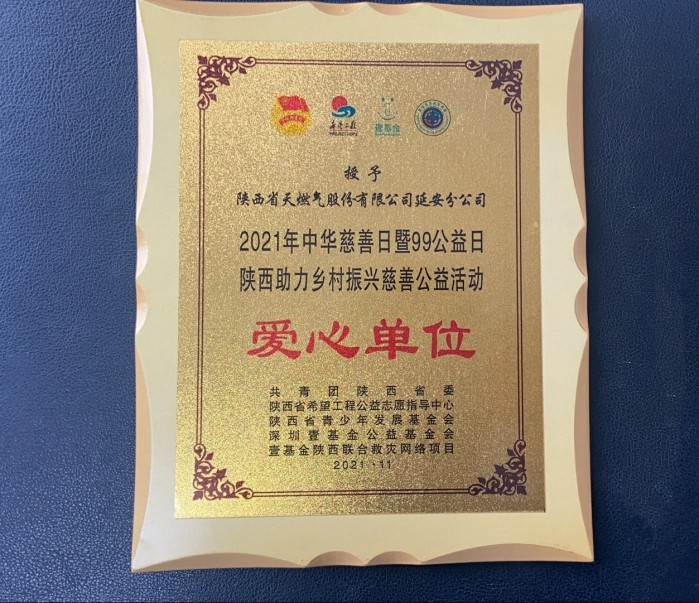 壹基金
授予
陕西省天燃气股份有限公司延安分公司
2021年中华慈善日暨99公益日
陕西助力乡村振兴慈善公益活动
爱心单位
共青团陕西省委
陕西省希望工程公益志愿指导中心
陕西省青少年发展基金会
深圳壹基金公益基金会
壹基金陕西联合救灾网络项目
2021·11